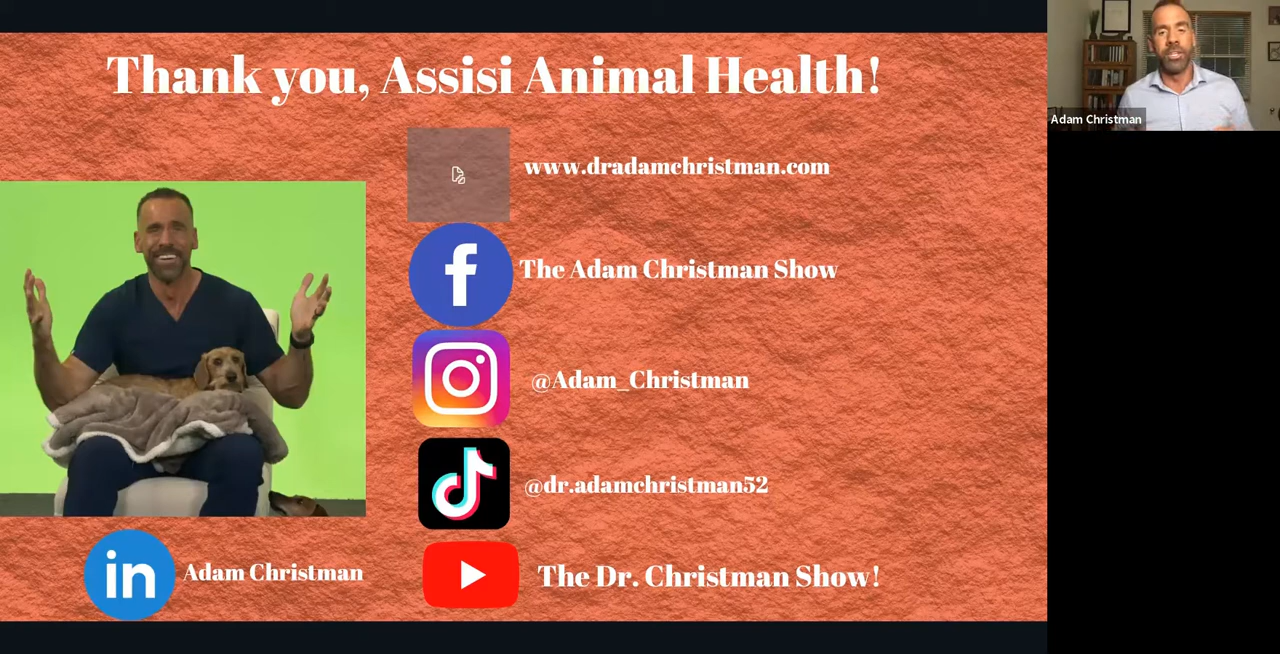 Thank you, Assisi Animal Health!
Adam Christman
www.dradamchristman.com
f
The Adam Christman Show
@Adam_Christman
@dr.adamchristman52
in
Adam Christman
The Dr. Christman Show!